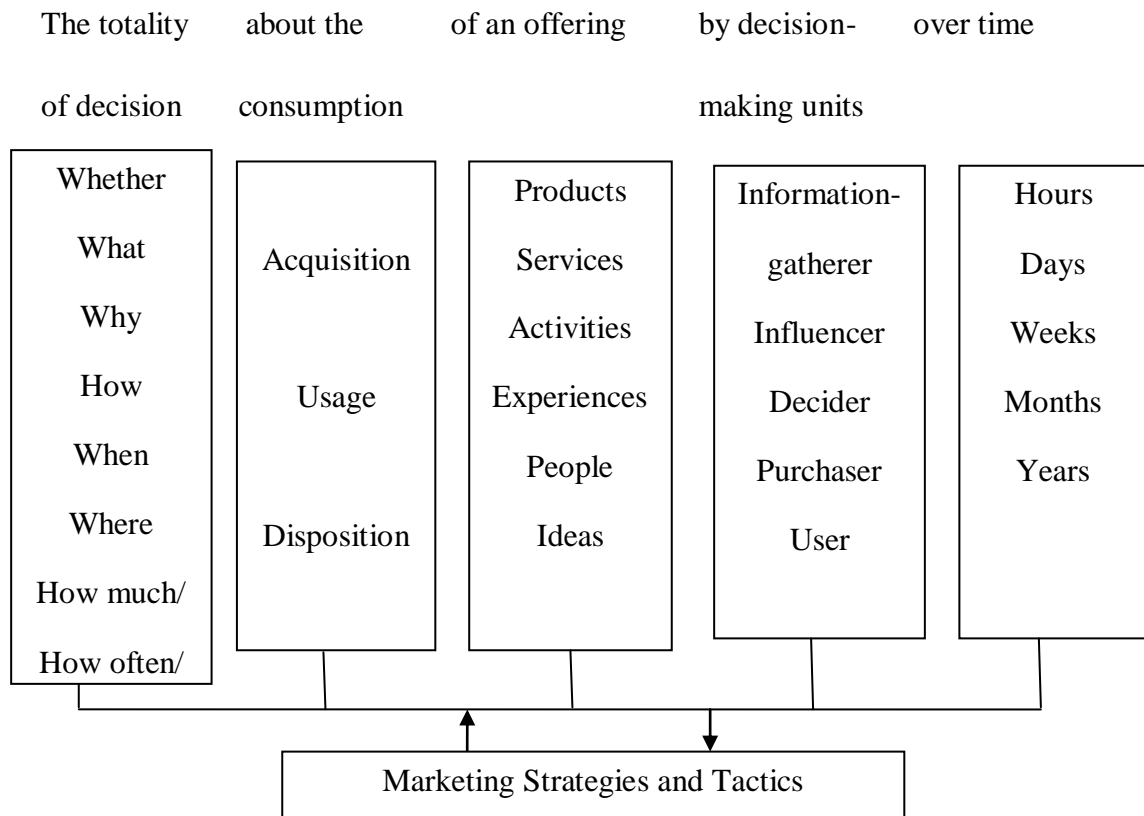 The totality
of decision
about the
consumption
of an offering
by decision-
making units
over time
Whether
What
Why
How
When
Where
How much/
How often/
Acquisition
Usage
Disposition
Products
Services
Activities
Experiences
People
Ideas
Information-
gatherer
Influencer
Decider
Purchaser
User
Hours
Days
Weeks
Months
Years
Marketing Strategies and Tactics